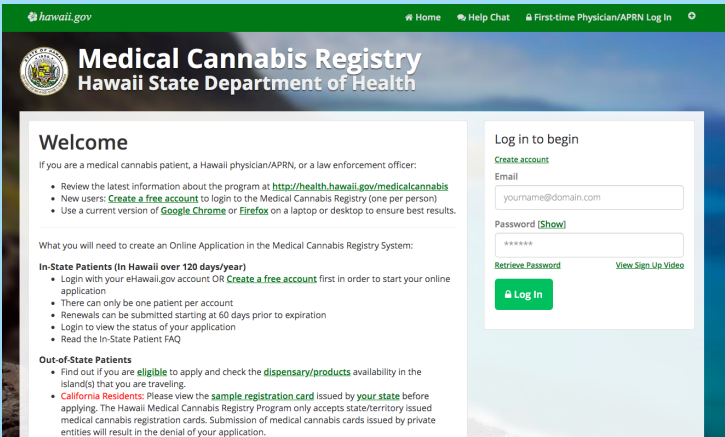 hawaii.gov
Home Help Chat First-time Physician/APRN Log In
Medical Cannabis Registry
Hawaii State Department of Health
Welcome
If you are a medical cannabis patient, a Hawaii physician/APRN, or a law enforcement officer:
• Review the latest information about the program at http://health.hawaii.gov/medicalcannabis
• New users: Create a free account to login to the Medical Cannabis Registry (one per person)
• Use a current version of Google Chrome or Firefox on a laptop or desktop to ensure best results.
What you will need to create an Online Application in the Medical Cannabis Registry System:
In-State Patients (In Hawaii over 120 days/year)
• Login with your eHawaii.gov account OR Create a free account first in order to start your online
application
• There can only be one patient per account
• Renewals can be submitted starting at 60 days prior to expiration
• Login to view the status of your application
• Read the In-State Patient FAQ
Out-of-State Patients
• Find out if you are eligible to apply and check the dispensary/products availability in the
island(s) that you are traveling.
• California Residents: Please view the sample registration card issued by your state before
applying. The Hawaii Medical Cannabis Registry Program only accepts state/territory issued
medical cannabis registration cards. Submission of medical cannabis cards issued by private
entities will result in the denial of your application.
Log in to begin
Create account
Email
yourname@domain.com
Password [Show]
******
Retrieve Password View Sign Up Video
Log In